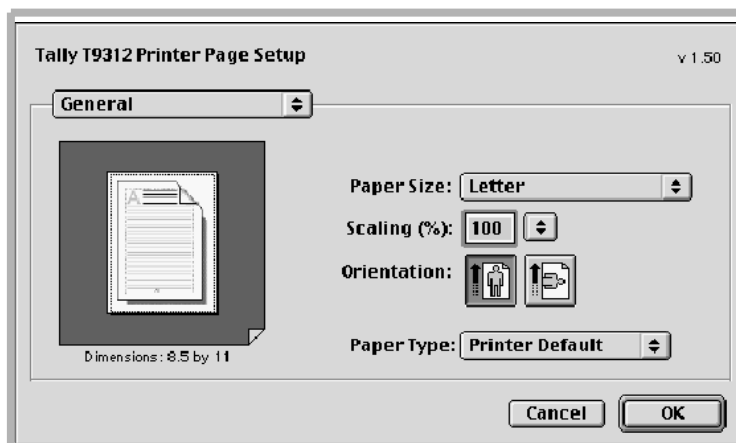 Tally T9312 Printer Page Setup
v 1.50
General
Paper Size: Letter
Scaling (%): 100
Orientation:
Paper Type: Printer Default
A
Dimensions: 8.5 by 11
Cancel
OK